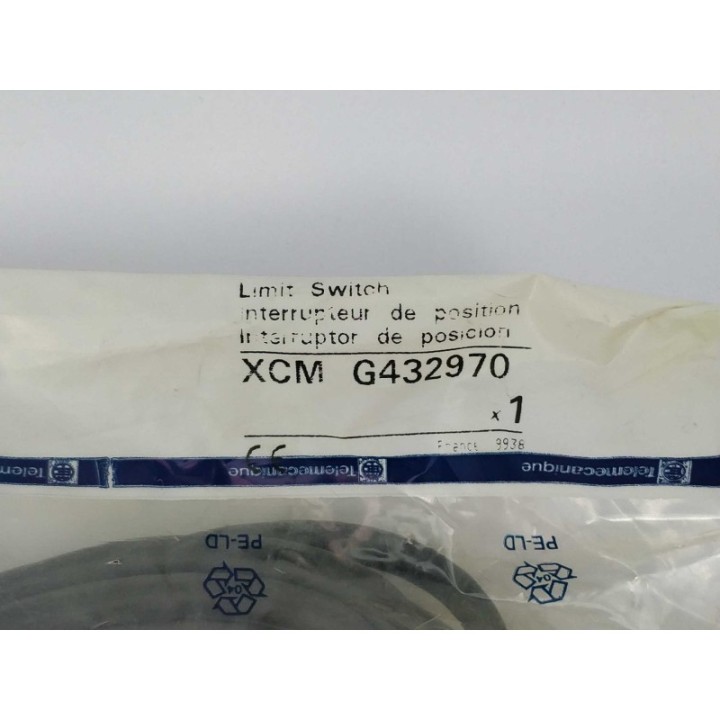 Limit Switch
Interrupteur de position
Interruptor de posicion
XCM G432970
x 1
France 9938
CE
Telemecanique Telemecanique Telemecanique
PE-LD PE-LD
04 04